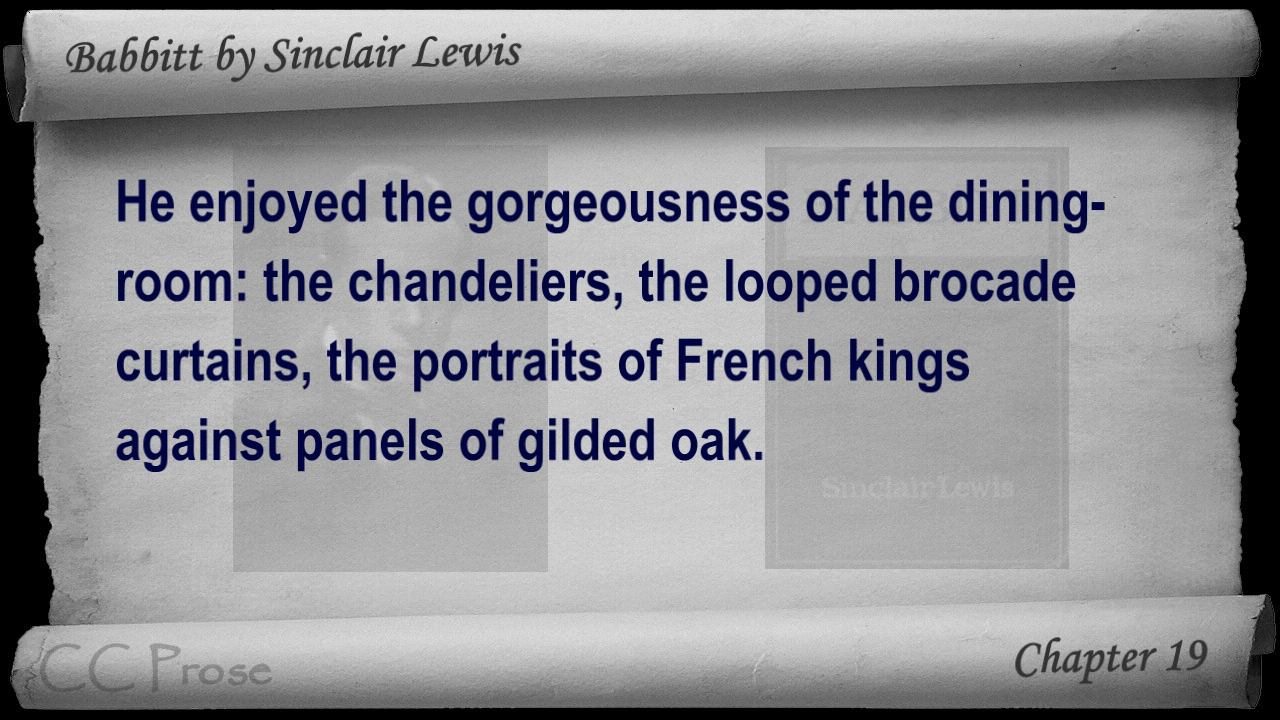 Babbitt by Sinclair Lewis
He enjoyed the gorgeousness of the dining-
room: the chandeliers, the looped brocade
curtains, the portraits of French kings
against panels of gilded oak.
Sinclair Lewis
CC Prose
Chapter 19